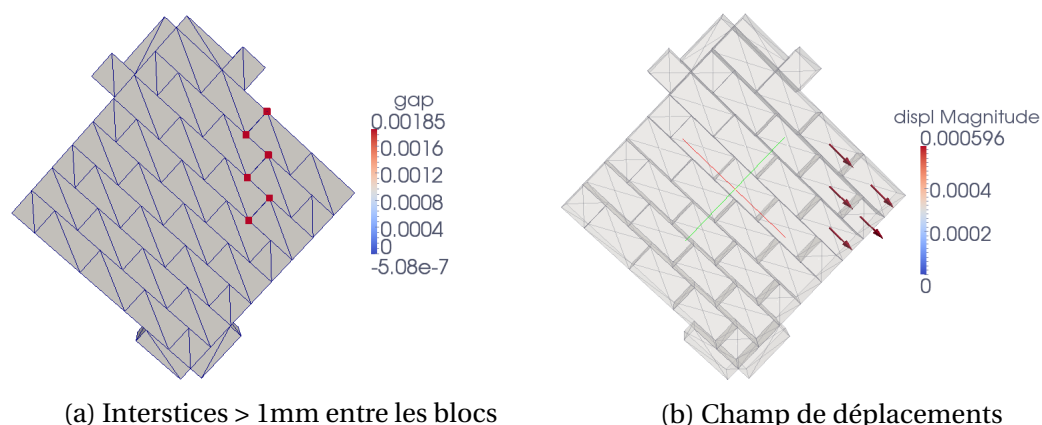 gap
0.00185
0.0016
0.0012
0.0008
0.0004
0
-5.08e-7
displ Magnitude
0.000596
0.0004
0.0002
0
(a) Interstices > 1mm entre les blocs
(b) Champ de déplacements